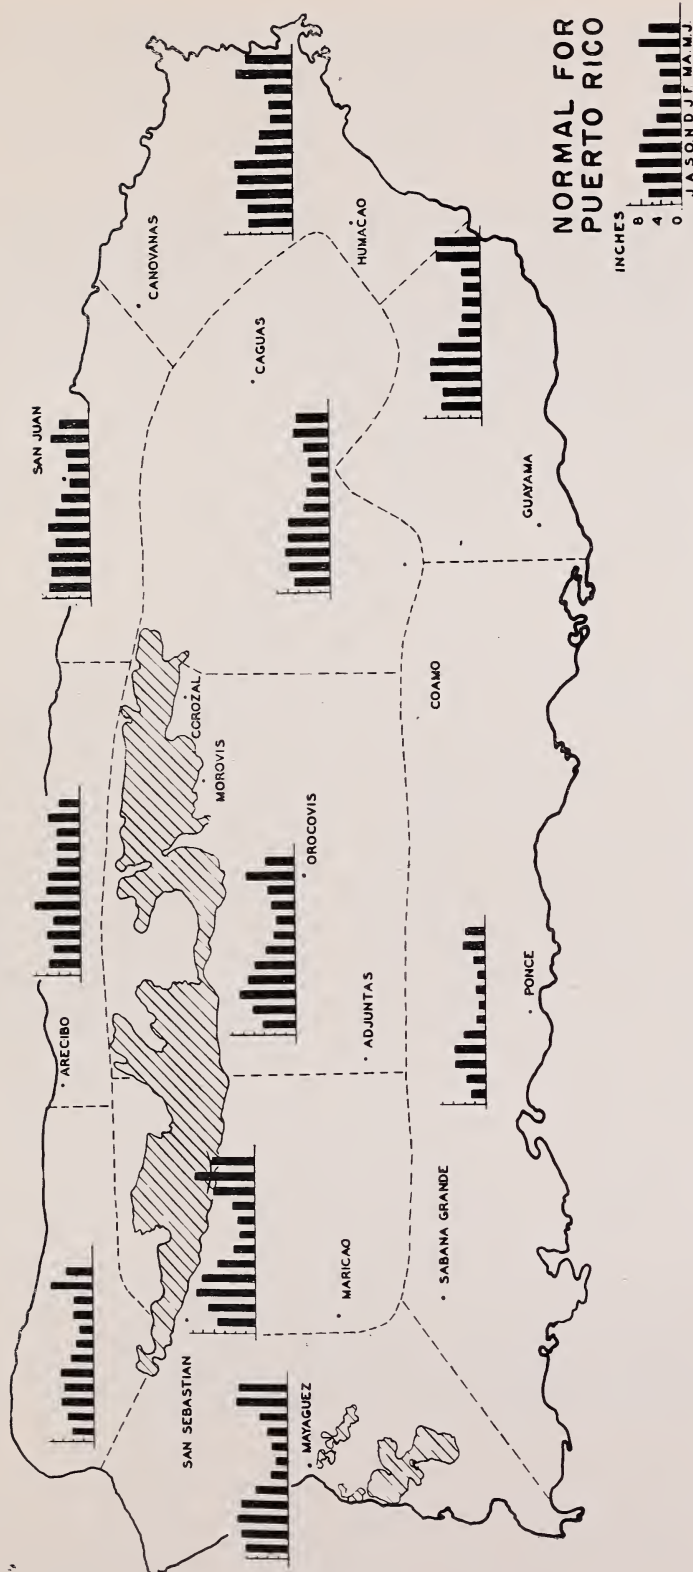 SAN JUAN
CANOVANAS
ARECIBO
COROZAL
MOROVIS
CAGUAS
HUMACAO
SAN SEBASTIAN
OROCOVIS
MAYAGUEZ
MARICAO
ADJUNTAS
COAMO
GUAYAMA
SABANA GRANDE
PONCE
NORMAL FOR
PUERTO RICO
INCHES
8
4
0
J A S O N D J F MA. M. J.